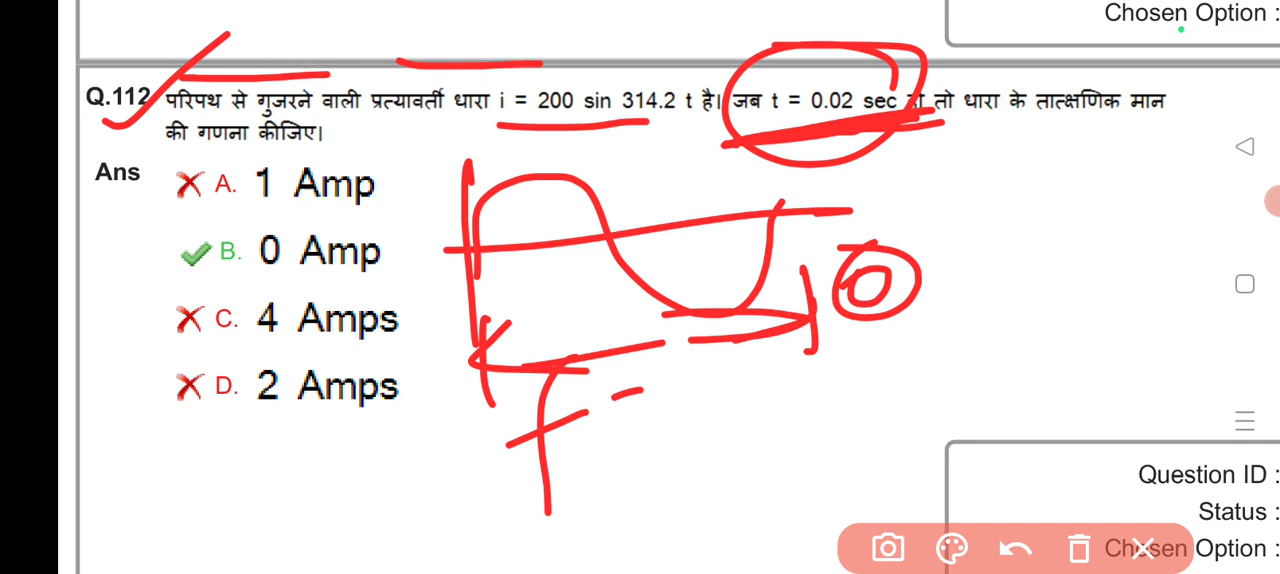 Chosen Option :
Q.112 परिपथ से गुजरने वाली प्रत्यावर्ती धारा i = 200 sin 314.2 t है। जब t = 0.02 sec हो तो धारा के तात्क्षणिक मान
की गणना कीजिए।
Ans
A. 1 Amp
B. 0 Amp
C. 4 Amps
D. 2 Amps
0
f =
Question ID :
Status :
Chosen Option :